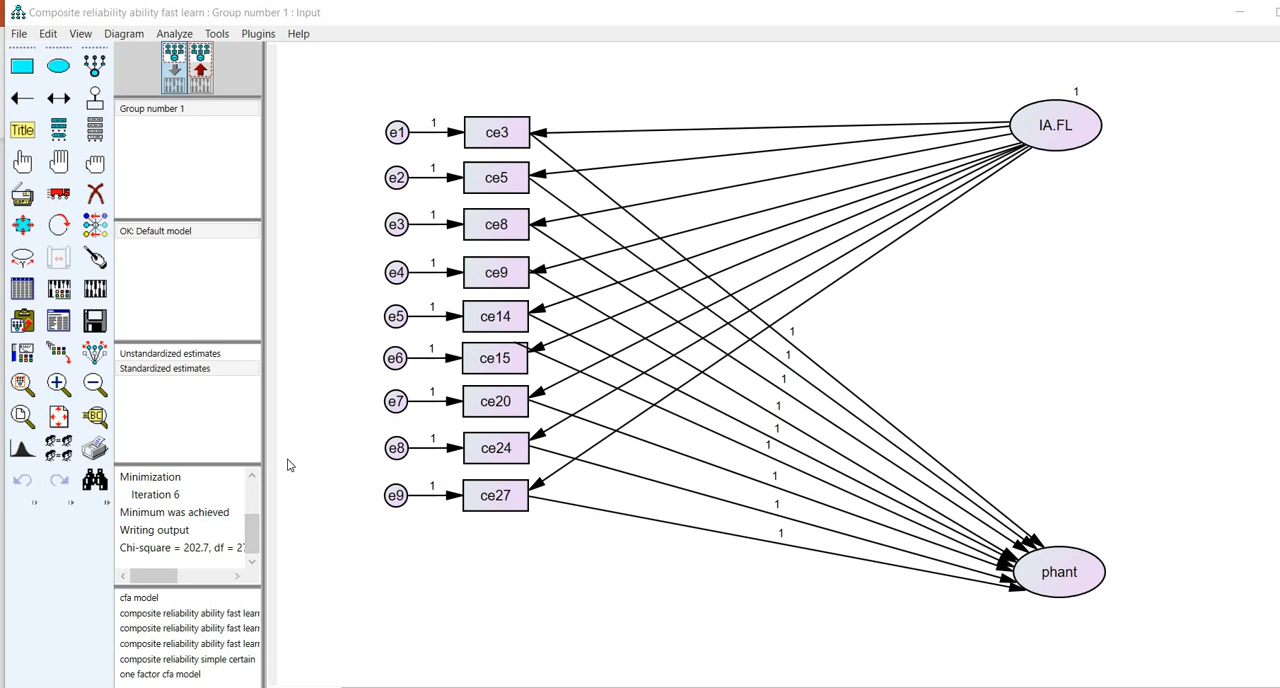 Composite reliability ability fast learn : Group number 1 : Input
File Edit View Diagram Analyze Tools Plugins Help
Title
Group number 1
OK: Default model
Unstandardized estimates
Standardized estimates
Minimization
Iteration 6
Minimum was achieved
Writing output
Chi-square = 202.7, df = 27
cfa model
composite reliability ability fast learn
composite reliability ability fast learn
composite reliability ability fast learn
composite reliability simple certain
one factor cfa model
1
IA.FL
e1 1 ce3
e2 1 ce5
e3 1 ce8
e4 1 ce9
e5 1 ce14
e6 1 ce15
e7 1 ce20
e8 1 ce24
e9 1 ce27
1
1
1
1
1
1
1
1
1
phant